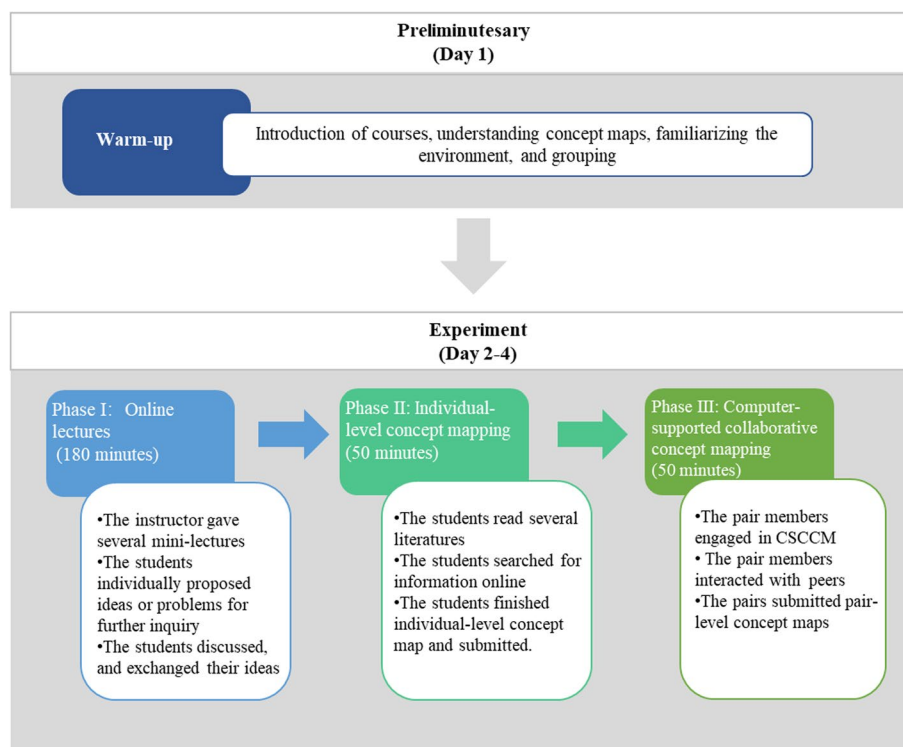 Preliminutesary
(Day 1)
Warm-up
Introduction of courses, understanding concept maps, familiarizing the
environment, and grouping
Experiment
(Day 2-4)
Phase I: Online
lectures
(180 minutes)
•The instructor gave
several mini-lectures
•The students
individually proposed
ideas or problems for
further inquiry
•The students discussed,
and exchanged their ideas
Phase II: Individual-
level concept mapping
(50 minutes)
•The students read several
literatures
•The students searched for
information online
•The students finished
individual-level concept
map and submitted.
Phase III: Computer-
supported collaborative
concept mapping
(50 minutes)
•The pair members
engaged in CSCCM
• The pair members
interacted with peers
•The pairs submitted pair-
level concept maps